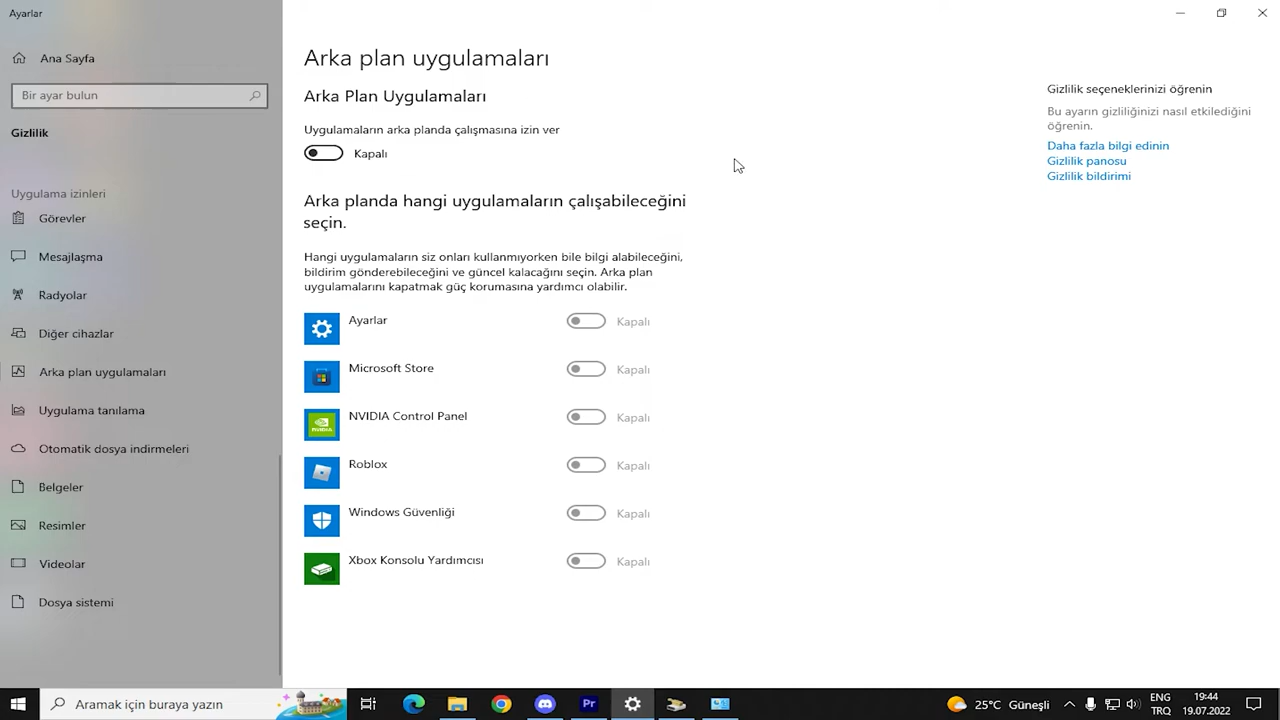 Ayarlar
Ana Sayfa
Bir ayar bulun
Gizlilik
Uygulama izinleri
Görevler
Mesajlaşma
Radyolar
Diğer cihazlar
Arka plan uygulamaları
Uygulama tanılama
Otomatik dosya indirmeleri
Belgeler
Resimler
Videolar
Dosya sistemi
Arka plan uygulamaları
Arka Plan Uygulamaları
Uygulamaların arka planda çalışmasına izin ver
Kapalı
Arka planda hangi uygulamaların çalışabileceğini
seçin.
Hangi uygulamaların siz onları kullanmıyorken bile bilgi alabileceğini,
bildirim gönderebileceğini ve güncel kalacağını seçin. Arka plan
uygulamalarını kapatmak güç korumasına yardımcı olabilir.
Ayarlar Kapalı
Microsoft Store Kapalı
NVIDIA Control Panel Kapalı
Roblox Kapalı
Windows Güvenliği Kapalı
Xbox Konsolu Yardımcısı Kapalı
Gizlilik seçeneklerinizi öğrenin
Bu ayarın gizliliğinizi nasıl etkilediğini
öğrenin.
Daha fazla bilgi edinin
Gizlilik panosu
Gizlilik bildirimi
Aramak için buraya yazın
Pr
25°C Güneşli
ENG
TRQ
19:44
19.07.2022